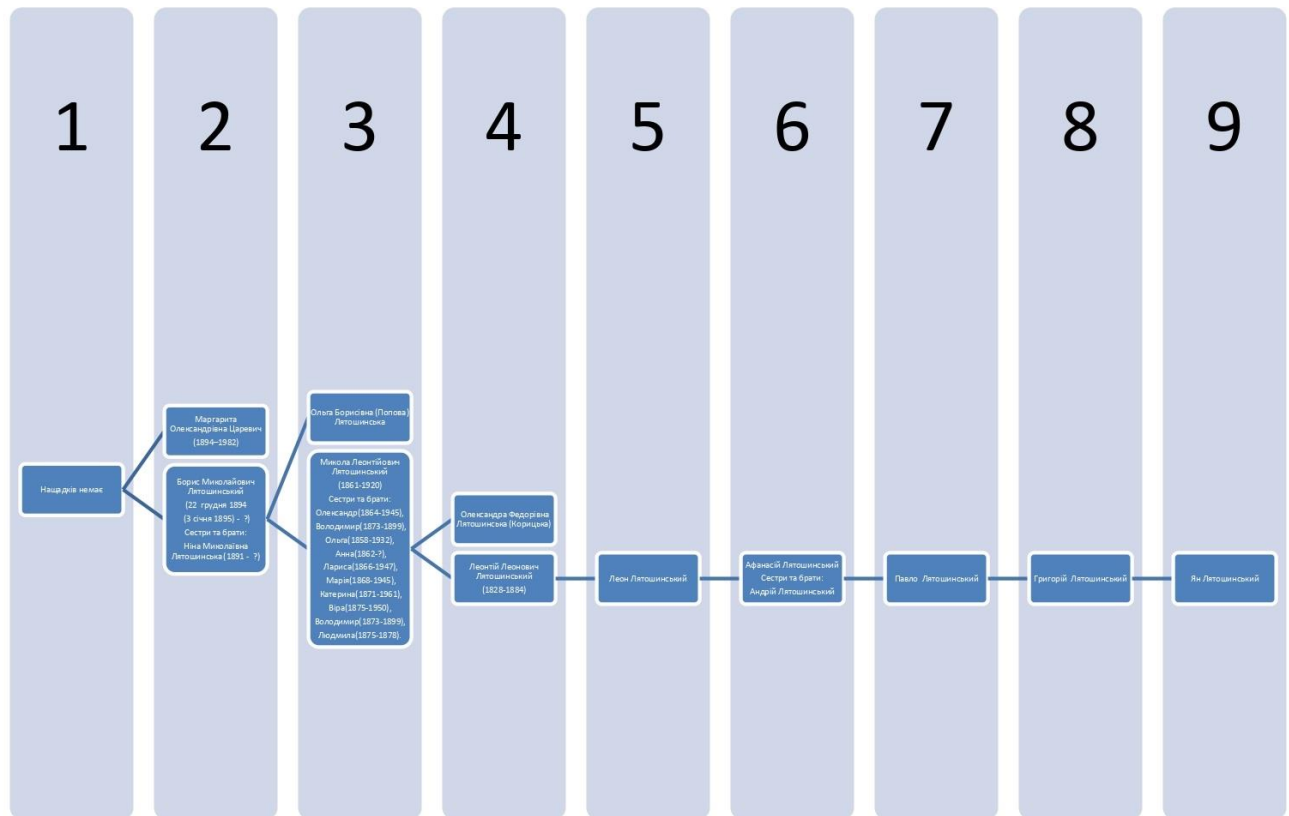 1
2
3
4
5
6
7
8
9
Нащадків немає
Маргарита
Олександрівна Царевич
(1894–1982)
Борис Миколайович
Лятошинський
(22 грудня 1894
(3 січня 1895) - ?)
Сестри та брати:
Ніна Миколаївна
Лятошинська (1891 - ?)
Ольга Борисівна (Попова)
Лятошинська
Микола Леонтійович
Лятошинський
(1861-1920)
Сестри та брати:
Олександр(1864-1945),
Володимир(1873-1899),
Ольга(1858-1932),
Анна(1862-?),
Лариса(1866-1947),
Марія(1868-1945),
Катерина(1871-1961),
Віра(1875-1950),
Володимир(1873-1899),
Людмила(1875-1878).
Олександра Федорівна
Лятошинська (Корицька)
Леонтій Леонович
Лятошинський
(1828-1884)
Леон Лятошинський
Афанасій Лятошинський
Сестри та брати:
Андрій Лятошинський
Павло Лятошинський
Григорій Лятошинський
Ян Лятошинський